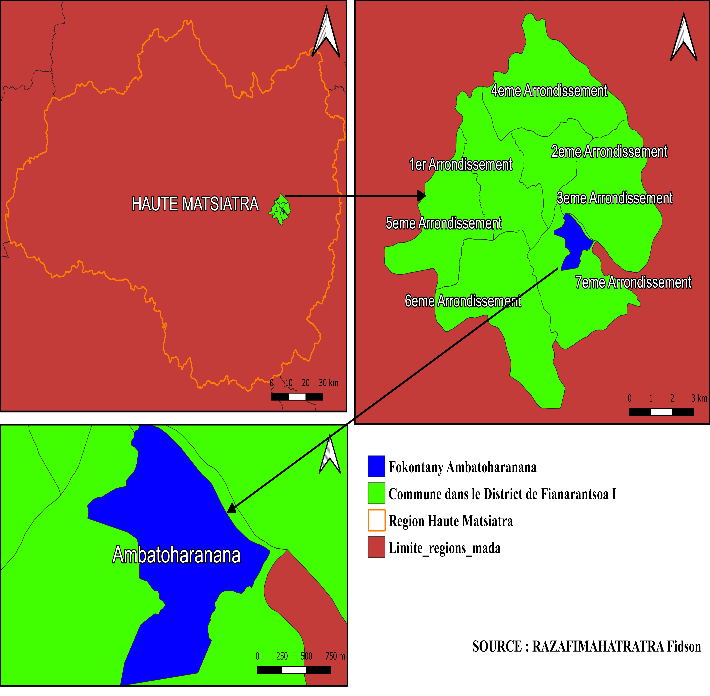 HAUTE MATSIATRA
0 10 20 30 km
4eme Arrondissement
2eme Arrondissement
1er Arrondissement
3eme Arrondissement
5eme Arrondissement
7eme Arrondissement
6eme Arrondissement
0 1 2 3 km
Ambatoharanana
0 250 500 750 m
Fokontany Ambatoharanana
Commune dans le District de Fianarantsoa I
Region Haute Matsiatra
Limite_regions_mada
SOURCE : RAZAFIMAHATRATRA Fidson